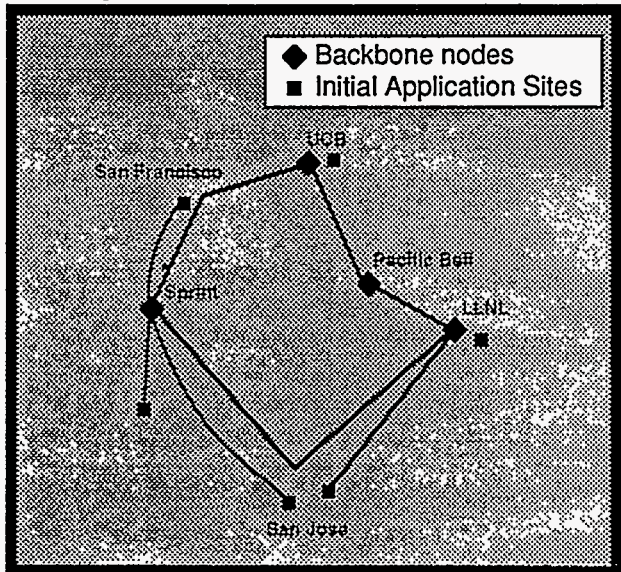 Backbone nodes
Initial Application Sites
UCB
San Francisco
Pacific Bell
Sprint
LLNL
San Jose